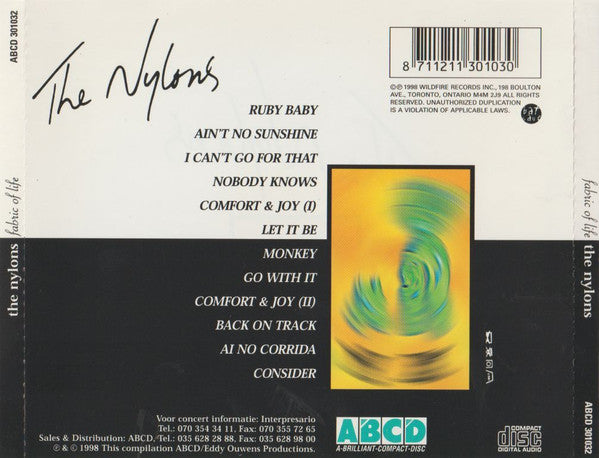 ABCD 301032
the nylons fabric of life
The Nylons
RUBY BABY
AIN'T NO SUNSHINE
I CAN'T GO FOR THAT
NOBODY KNOWS
COMFORT & JOY (I)
LET IT BE
MONKEY
GO WITH IT
COMFORT & JOY (II)
BACK ON TRACK
AI NO CORRIDA
CONSIDER
8 711211 301030
©℗ 1998 WILDFIRE RECORDS INC., 198 BOULTON
AVE., TORONTO, ONTARIO M4M 2J9 ALL RIGHTS
RESERVED. UNAUTHORIZED DUPLICATION
IS A VIOLATION OF APPLICABLE LAWS.
Voor concert informatie: Interpresario
Tel.: 070 354 34 11, Fax: 070 355 72 65
Sales & Distribution: ABCD, Tel.: 035 628 28 88, Fax: 035 628 98 00
℗ & © 1998 This compilation ABCD/Eddy Ouwens Productions.
ABCD
A-BRILLIANT-COMPACT-DISC
COMPACT
disc
DIGITAL AUDIO
fabric of life the nylons
ABCD 301032